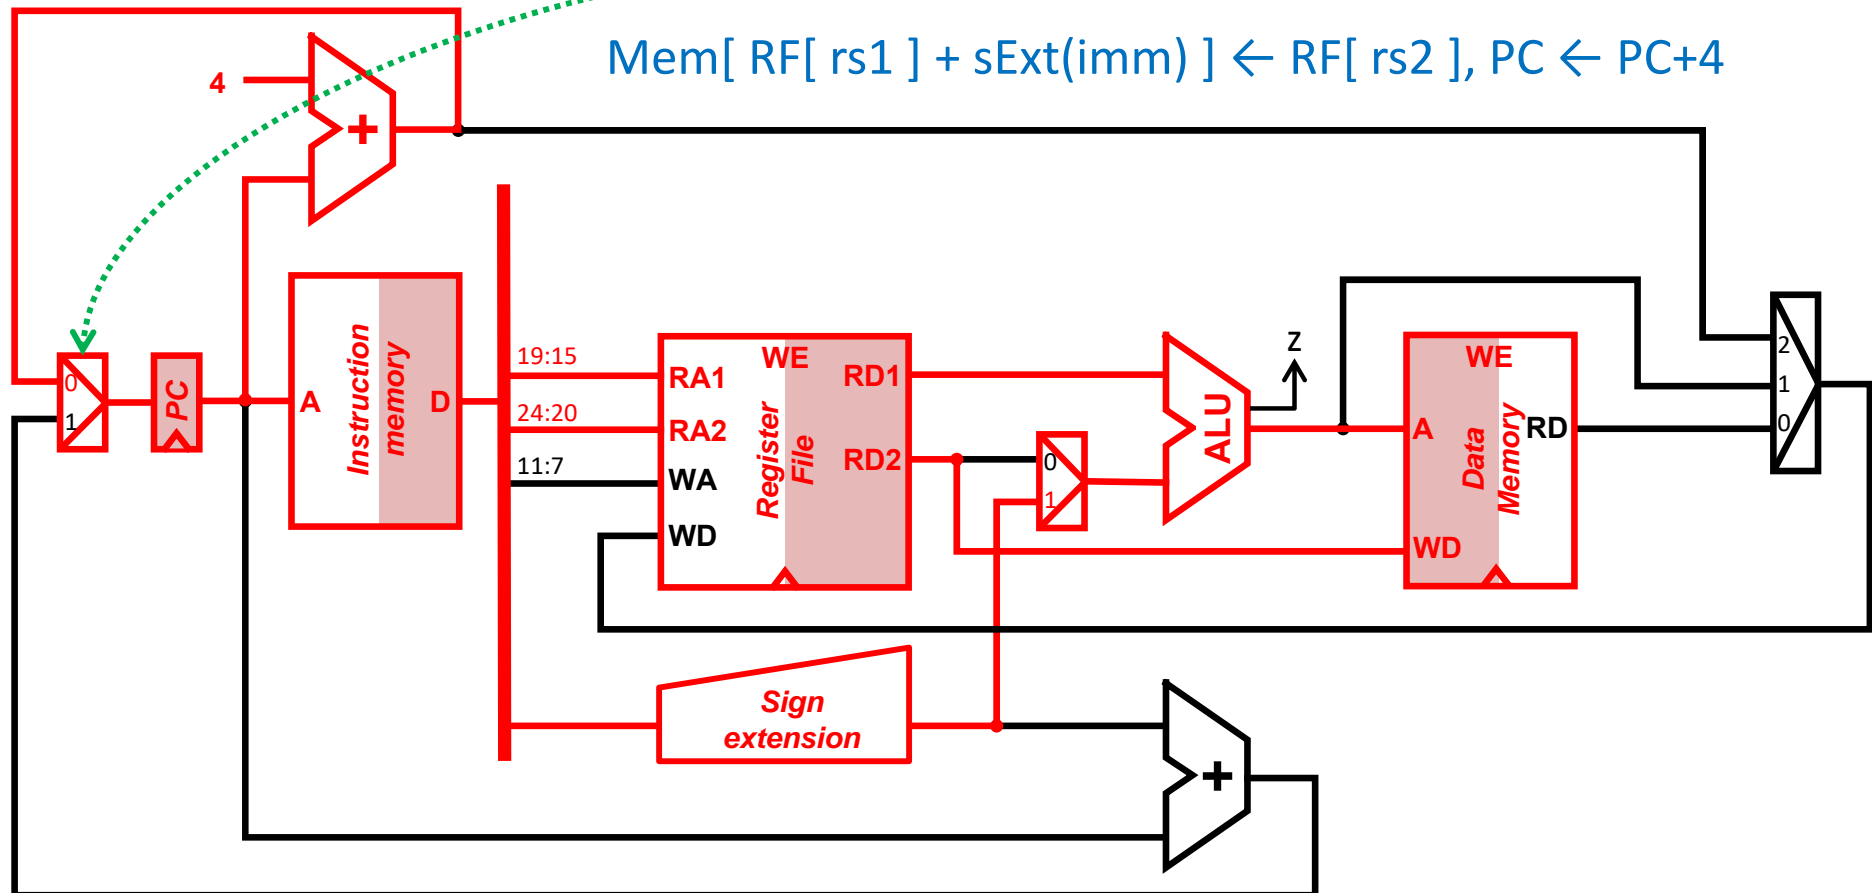 Mem[ RF[ rs1 ] + sExt(imm) ] ← RF[ rs2 ], PC ← PC+4
4
+
0
1
PC
A
Instruction
memory
D
19:15
24:20
11:7
RA1
RA2
WA
WD
WE
Register
File
RD1
RD2
0
1
ALU
Z
A
WD
WE
Data
Memory
RD
2
1
0
Sign
extension
+